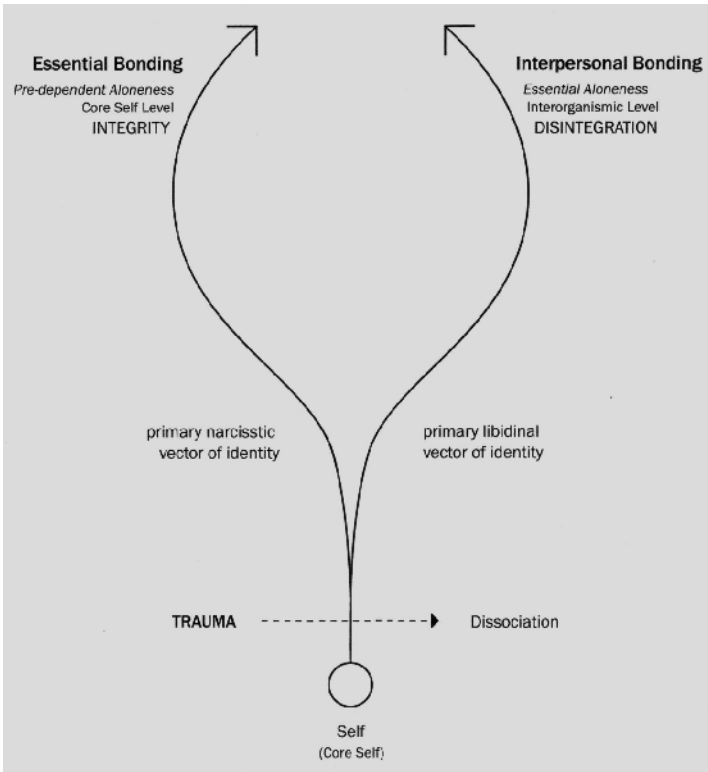 Essential Bonding
Pre-dependent Aloneness
Core Self Level
INTEGRITY
Interpersonal Bonding
Essential Aloneness
Interorganismic Level
DISINTEGRATION
primary narcisstic
vector of identity
primary libidinal
vector of identity
TRAUMA
Dissociation
Self
(Core Self)